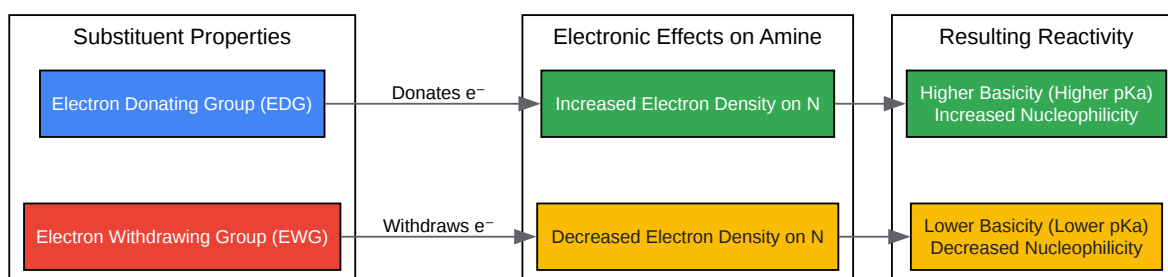 Substituent Properties
Electron Donating Group (EDG)
Electron Withdrawing Group (EWG)
Donates e⁻
Withdraws e⁻
Electronic Effects on Amine
Increased Electron Density on N
Decreased Electron Density on N
Resulting Reactivity
Higher Basicity (Higher pKa)
Increased Nucleophilicity
Lower Basicity (Lower pKa)
Decreased Nucleophilicity